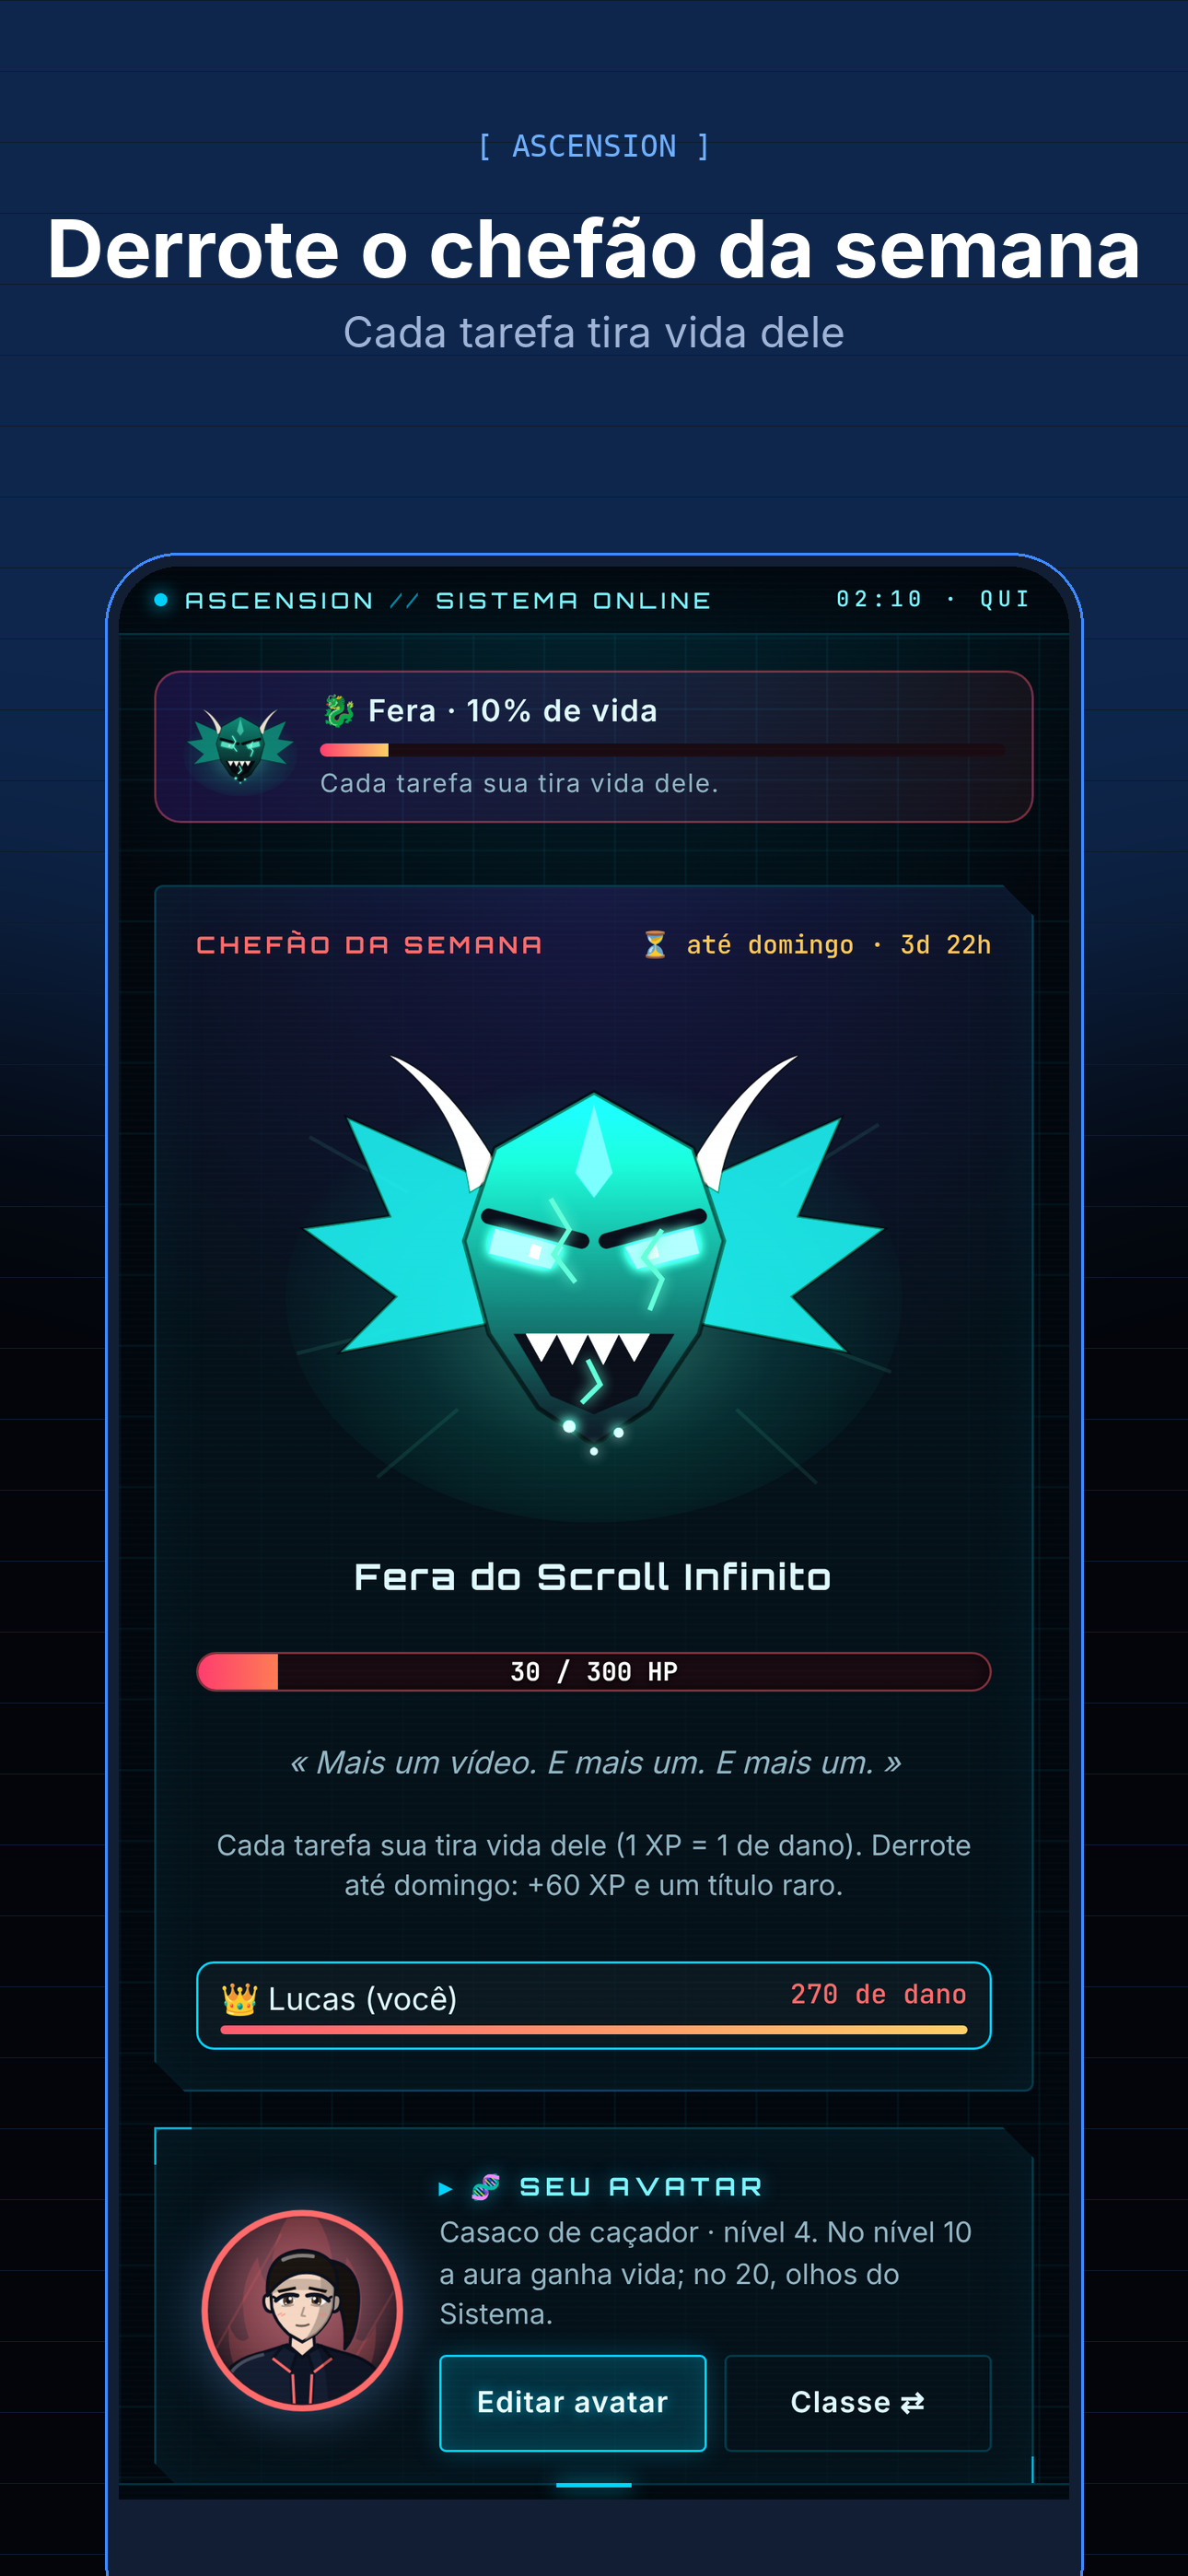 [ ASCENSION ]
Derrote o chefão da semana
Cada tarefa tira vida dele
ASCENSION // SISTEMA ONLINE
02:10 · QUI
🐉 Fera · 10% de vida
Cada tarefa sua tira vida dele.
CHEFÃO DA SEMANA
⏳ até domingo · 3d 22h
Fera do Scroll Infinito
30 / 300 HP
« Mais um vídeo. E mais um. E mais um. »
Cada tarefa sua tira vida dele (1 XP = 1 de dano). Derrote
até domingo: +60 XP e um título raro.
👑 Lucas (você)
270 de dano
▸ 🧬 SEU AVATAR
Casaco de caçador · nível 4. No nível 10
a aura ganha vida; no 20, olhos do
Sistema.
Editar avatar
Classe ⇄